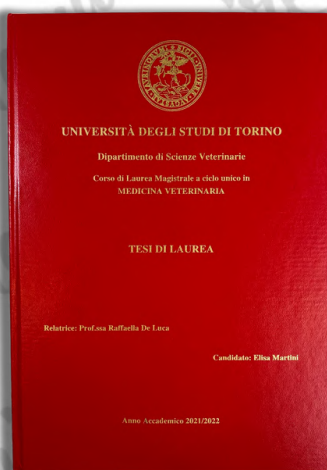 UNIVERSITÀ DEGLI STUDI DI TORINO
Dipartimento di Scienze Veterinarie
Corso di Laurea Magistrale a ciclo unico in
MEDICINA VETERINARIA
TESI DI LAUREA
Relatrice: Prof.ssa Raffaella De Luca
Candidato: Elisa Martini
Anno Accademico 2021/2022